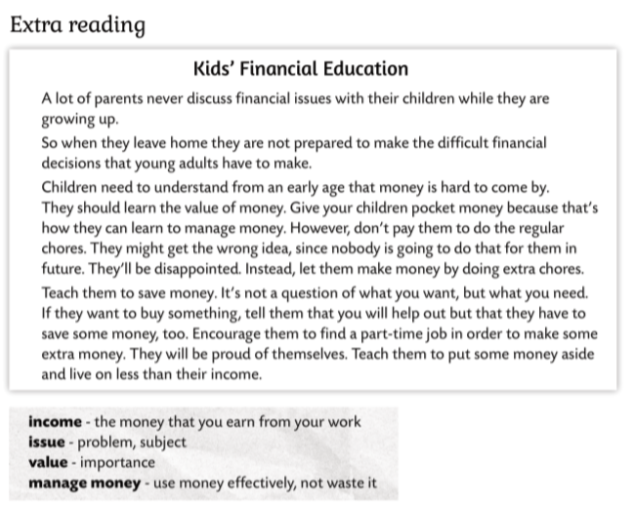 Extra reading
Kids' Financial Education
A lot of parents never discuss financial issues with their children while they are
growing up.
So when they leave home they are not prepared to make the difficult financial
decisions that young adults have to make.
Children need to understand from an early age that money is hard to come by.
They should learn the value of money. Give your children pocket money because that's
how they can learn to manage money. However, don't pay them to do the regular
chores. They might get the wrong idea, since nobody is going to do that for them in
future. They'll be disappointed. Instead, let them make money by doing extra chores.
Teach them to save money. It's not a question of what you want, but what you need.
If they want to buy something, tell them that you will help out but that they have to
save some money, too. Encourage them to find a part-time job in order to make some
extra money. They will be proud of themselves. Teach them to put some money aside
and live on less than their income.
income - the money that you earn from your work
issue - problem, subject
value - importance
manage money - use money effectively, not waste it